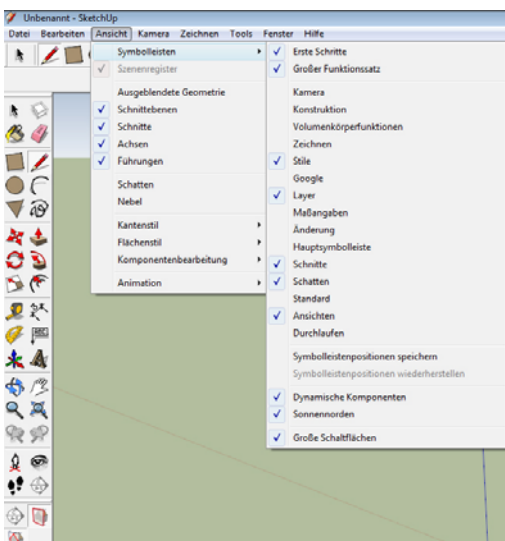 Unbenannt - SketchUp
Datei Bearbeiten Ansicht Kamera Zeichnen Tools Fenster Hilfe
Symbolleisten
Szenenregister
Ausgeblendete Geometrie
Schnittebenen
Schnitte
Achsen
Führungen
Schatten
Nebel
Kantenstil
Flächenstil
Komponentenbearbeitung
Animation
Erste Schritte
Großer Funktionssatz
Kamera
Konstruktion
Volumenkörperfunktionen
Zeichnen
Stile
Google
Layer
Maßangaben
Änderung
Hauptsymbolleiste
Schnitte
Schatten
Standard
Ansichten
Durchlaufen
Symbolleistenpositionen speichern
Symbolleistenpositionen wiederherstellen
Dynamische Komponenten
Sonnennorden
Große Schaltflächen